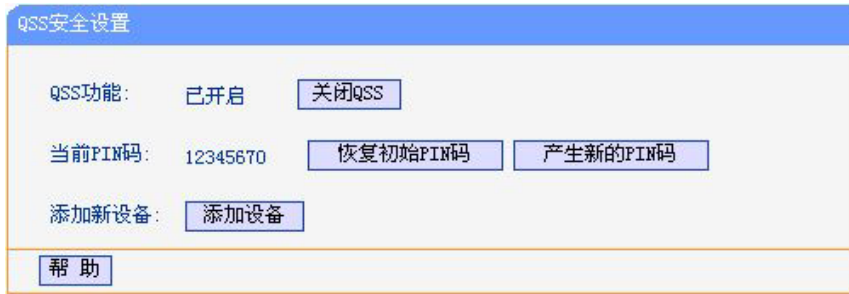 QSS安全设置
QSS功能: 已开启 关闭QSS
当前PIN码: 12345670 恢复初始PIN码 产生新的PIN码
添加新设备: 添加设备
帮 助